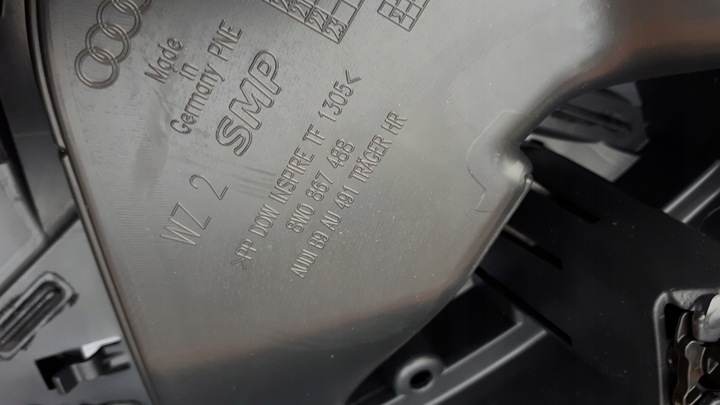 Made
in
Germany PNE
SMP
WZ 2
>PP DOW INSPIRE TF 1305<
8W0 867 488
AUDI B9 AU 491 TRÄGER HR